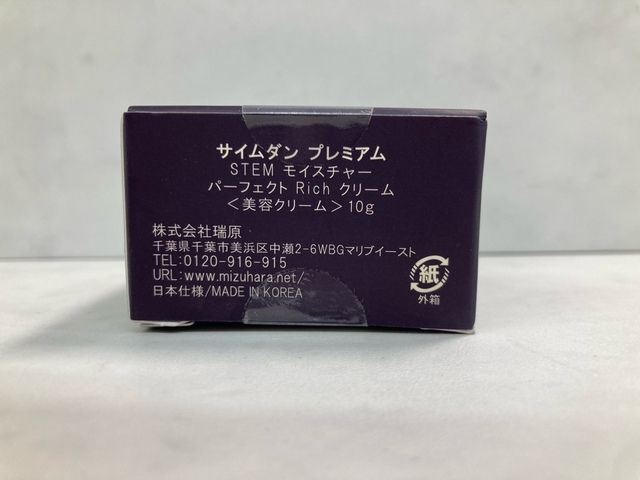 サイムダン プレミアム
STEM モイスチャー
パーフェクト Rich クリーム
＜美容クリーム＞10g
株式会社瑞原
千葉県千葉市美浜区中瀬2-6WBGマリブイースト
TEL:0120-916-915
URL:www.mizuhara.net/
日本仕様/MADE IN KOREA
紙
外箱